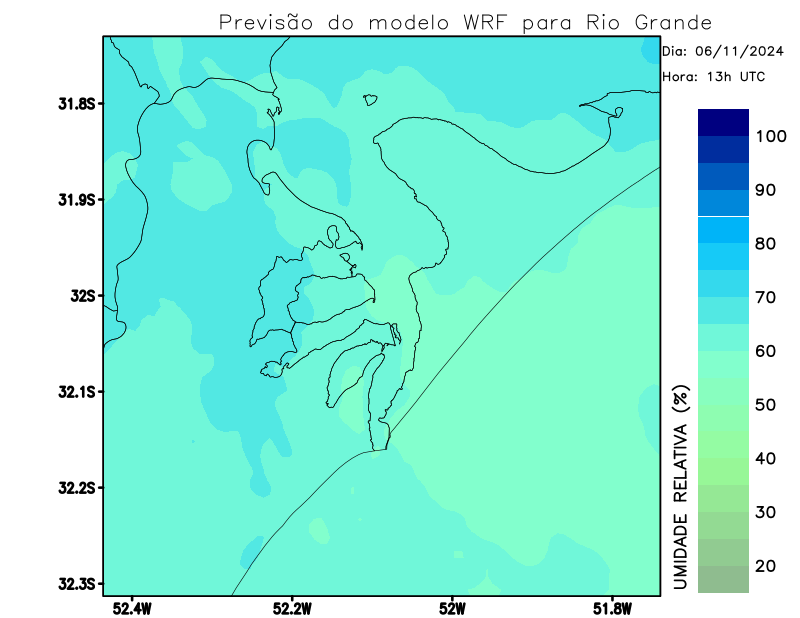 Previsão do modelo WRF para Rio Grande
Dia: 06/11/2024
Hora: 13h UTC
31.8S
31.9S
32S
32.1S
32.2S
32.3S
52.4W
52.2W
52W
51.8W
UMIDADE RELATIVA (%)
100
90
80
70
60
50
40
30
20